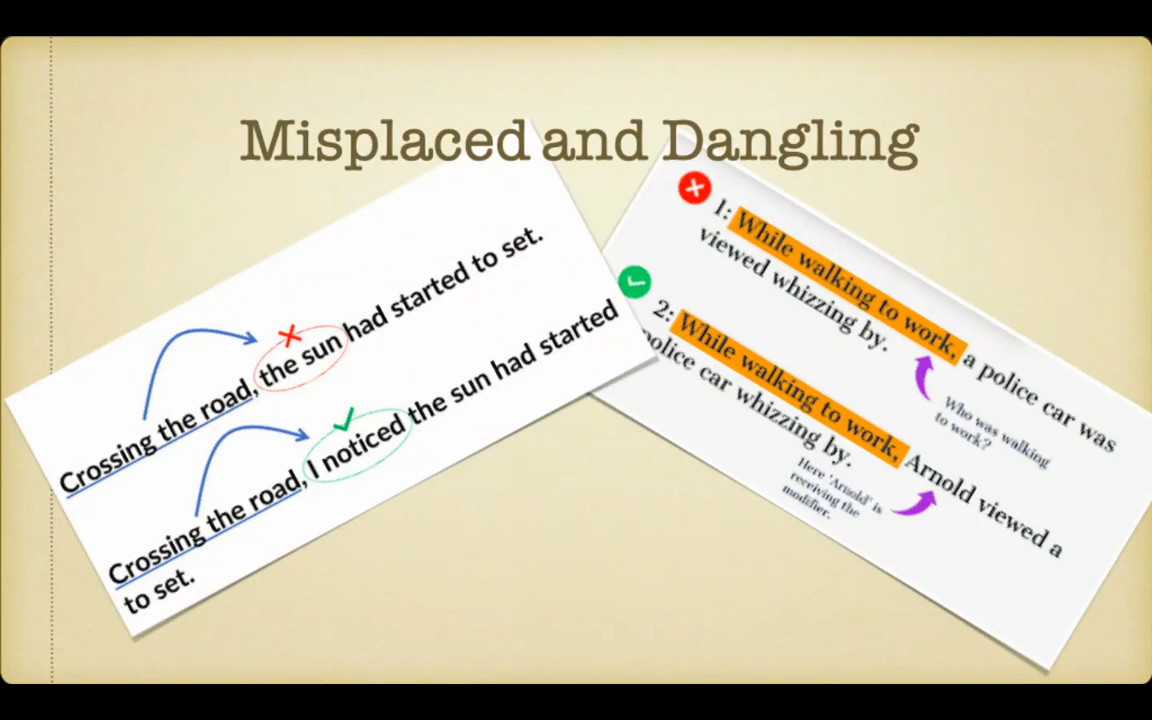 Misplaced and Dangling
Crossing the road, the sun had started to set.
Crossing the road, I noticed the sun had started
to set.
1: While walking to work, a police car was
viewed whizzing by.
Who was walking
to work?
2: While walking to work, Arnold viewed a
police car whizzing by.
Here 'Arnold' is
receiving the
modifier.